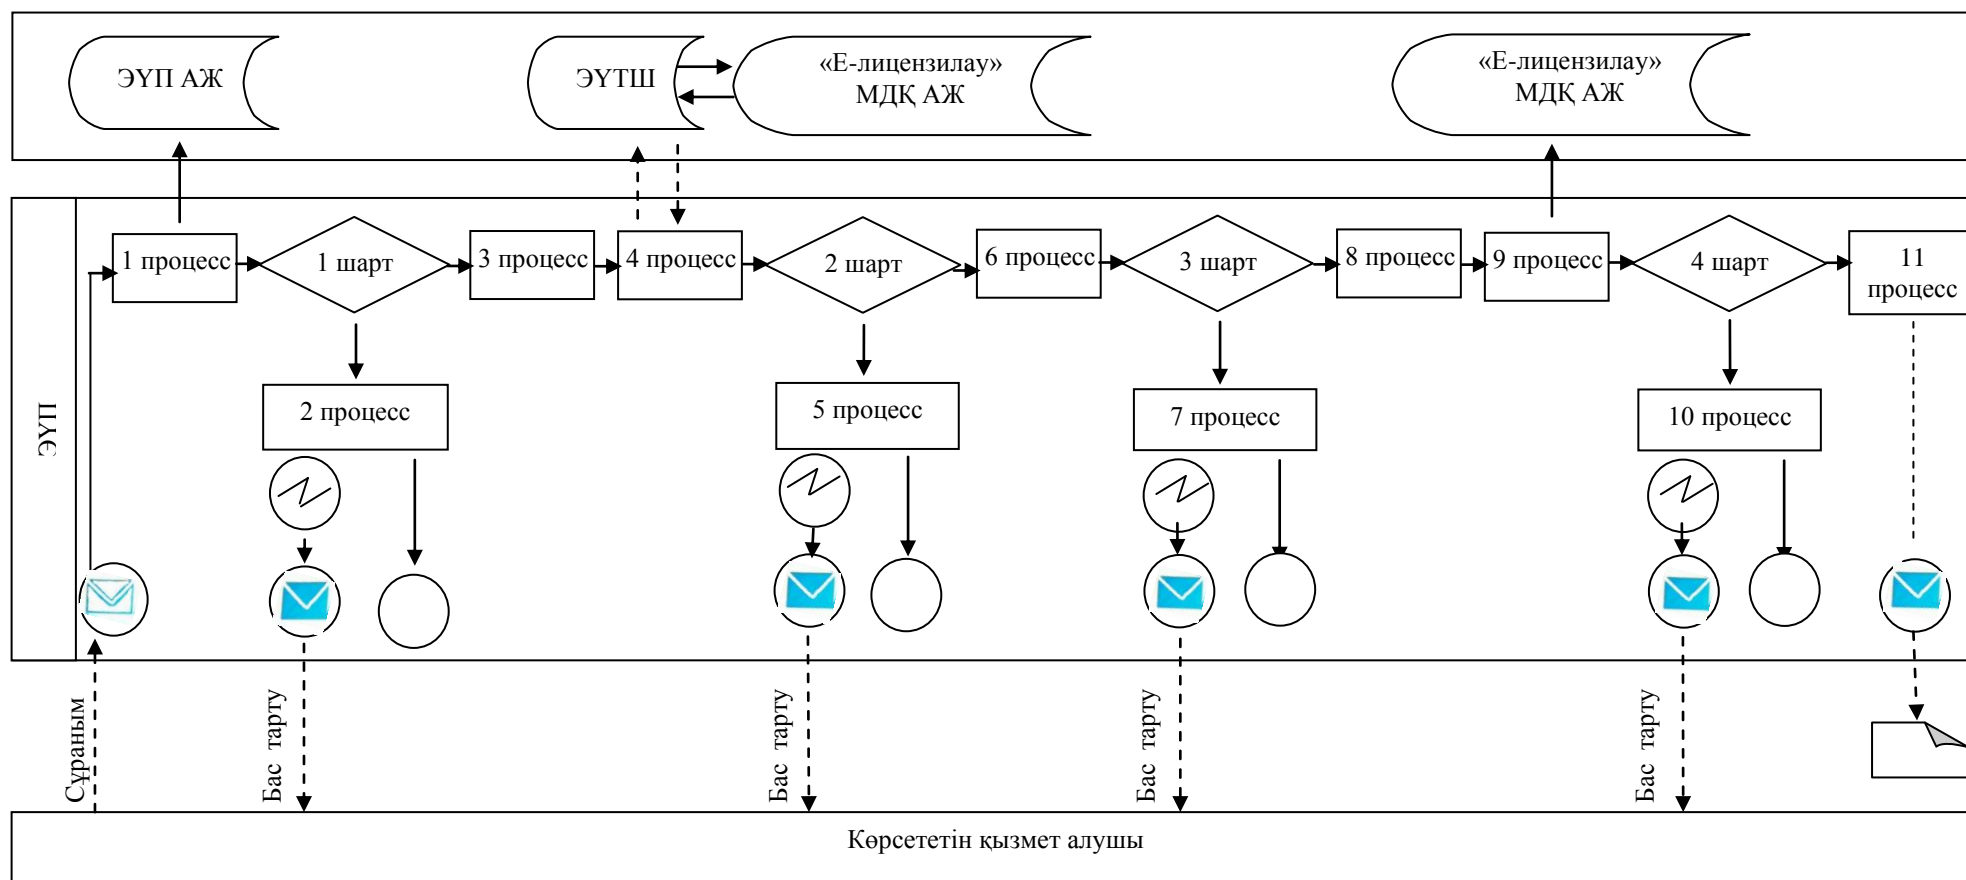 ЭҮП АЖ
ЭҮТШ
«Е-лицензилау»
МДҚ АЖ
«Е-лицензилау»
МДҚ АЖ
ЭҮП
1 процесс
1 шарт
3 процесс
4 процесс
2 шарт
6 процесс
3 шарт
8 процесс
9 процесс
4 шарт
11
процесс
2 процесс
5 процесс
7 процесс
10 процесс
Сұраным
Бас тарту
Бас тарту
Бас тарту
Бас тарту
Көрсететін қызмет алушы